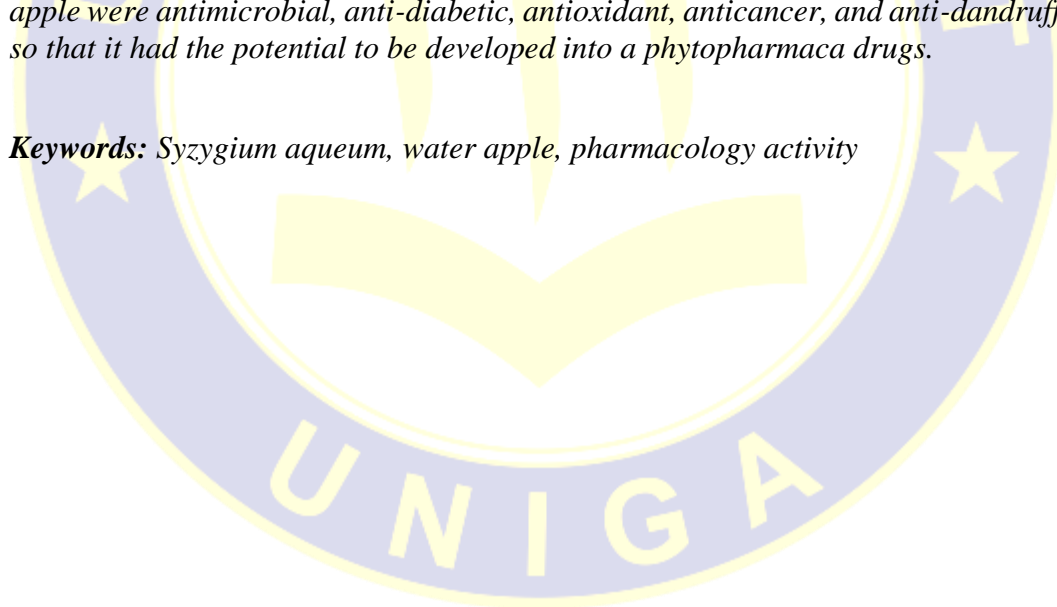 apple were antimicrobial, anti-diabetic, antioxidant, anticancer, and anti-dandruff
so that it had the potential to be developed into a phytopharmaca drugs.
Keywords: Syzygium aqueum, water apple, pharmacology activity
UNIGA